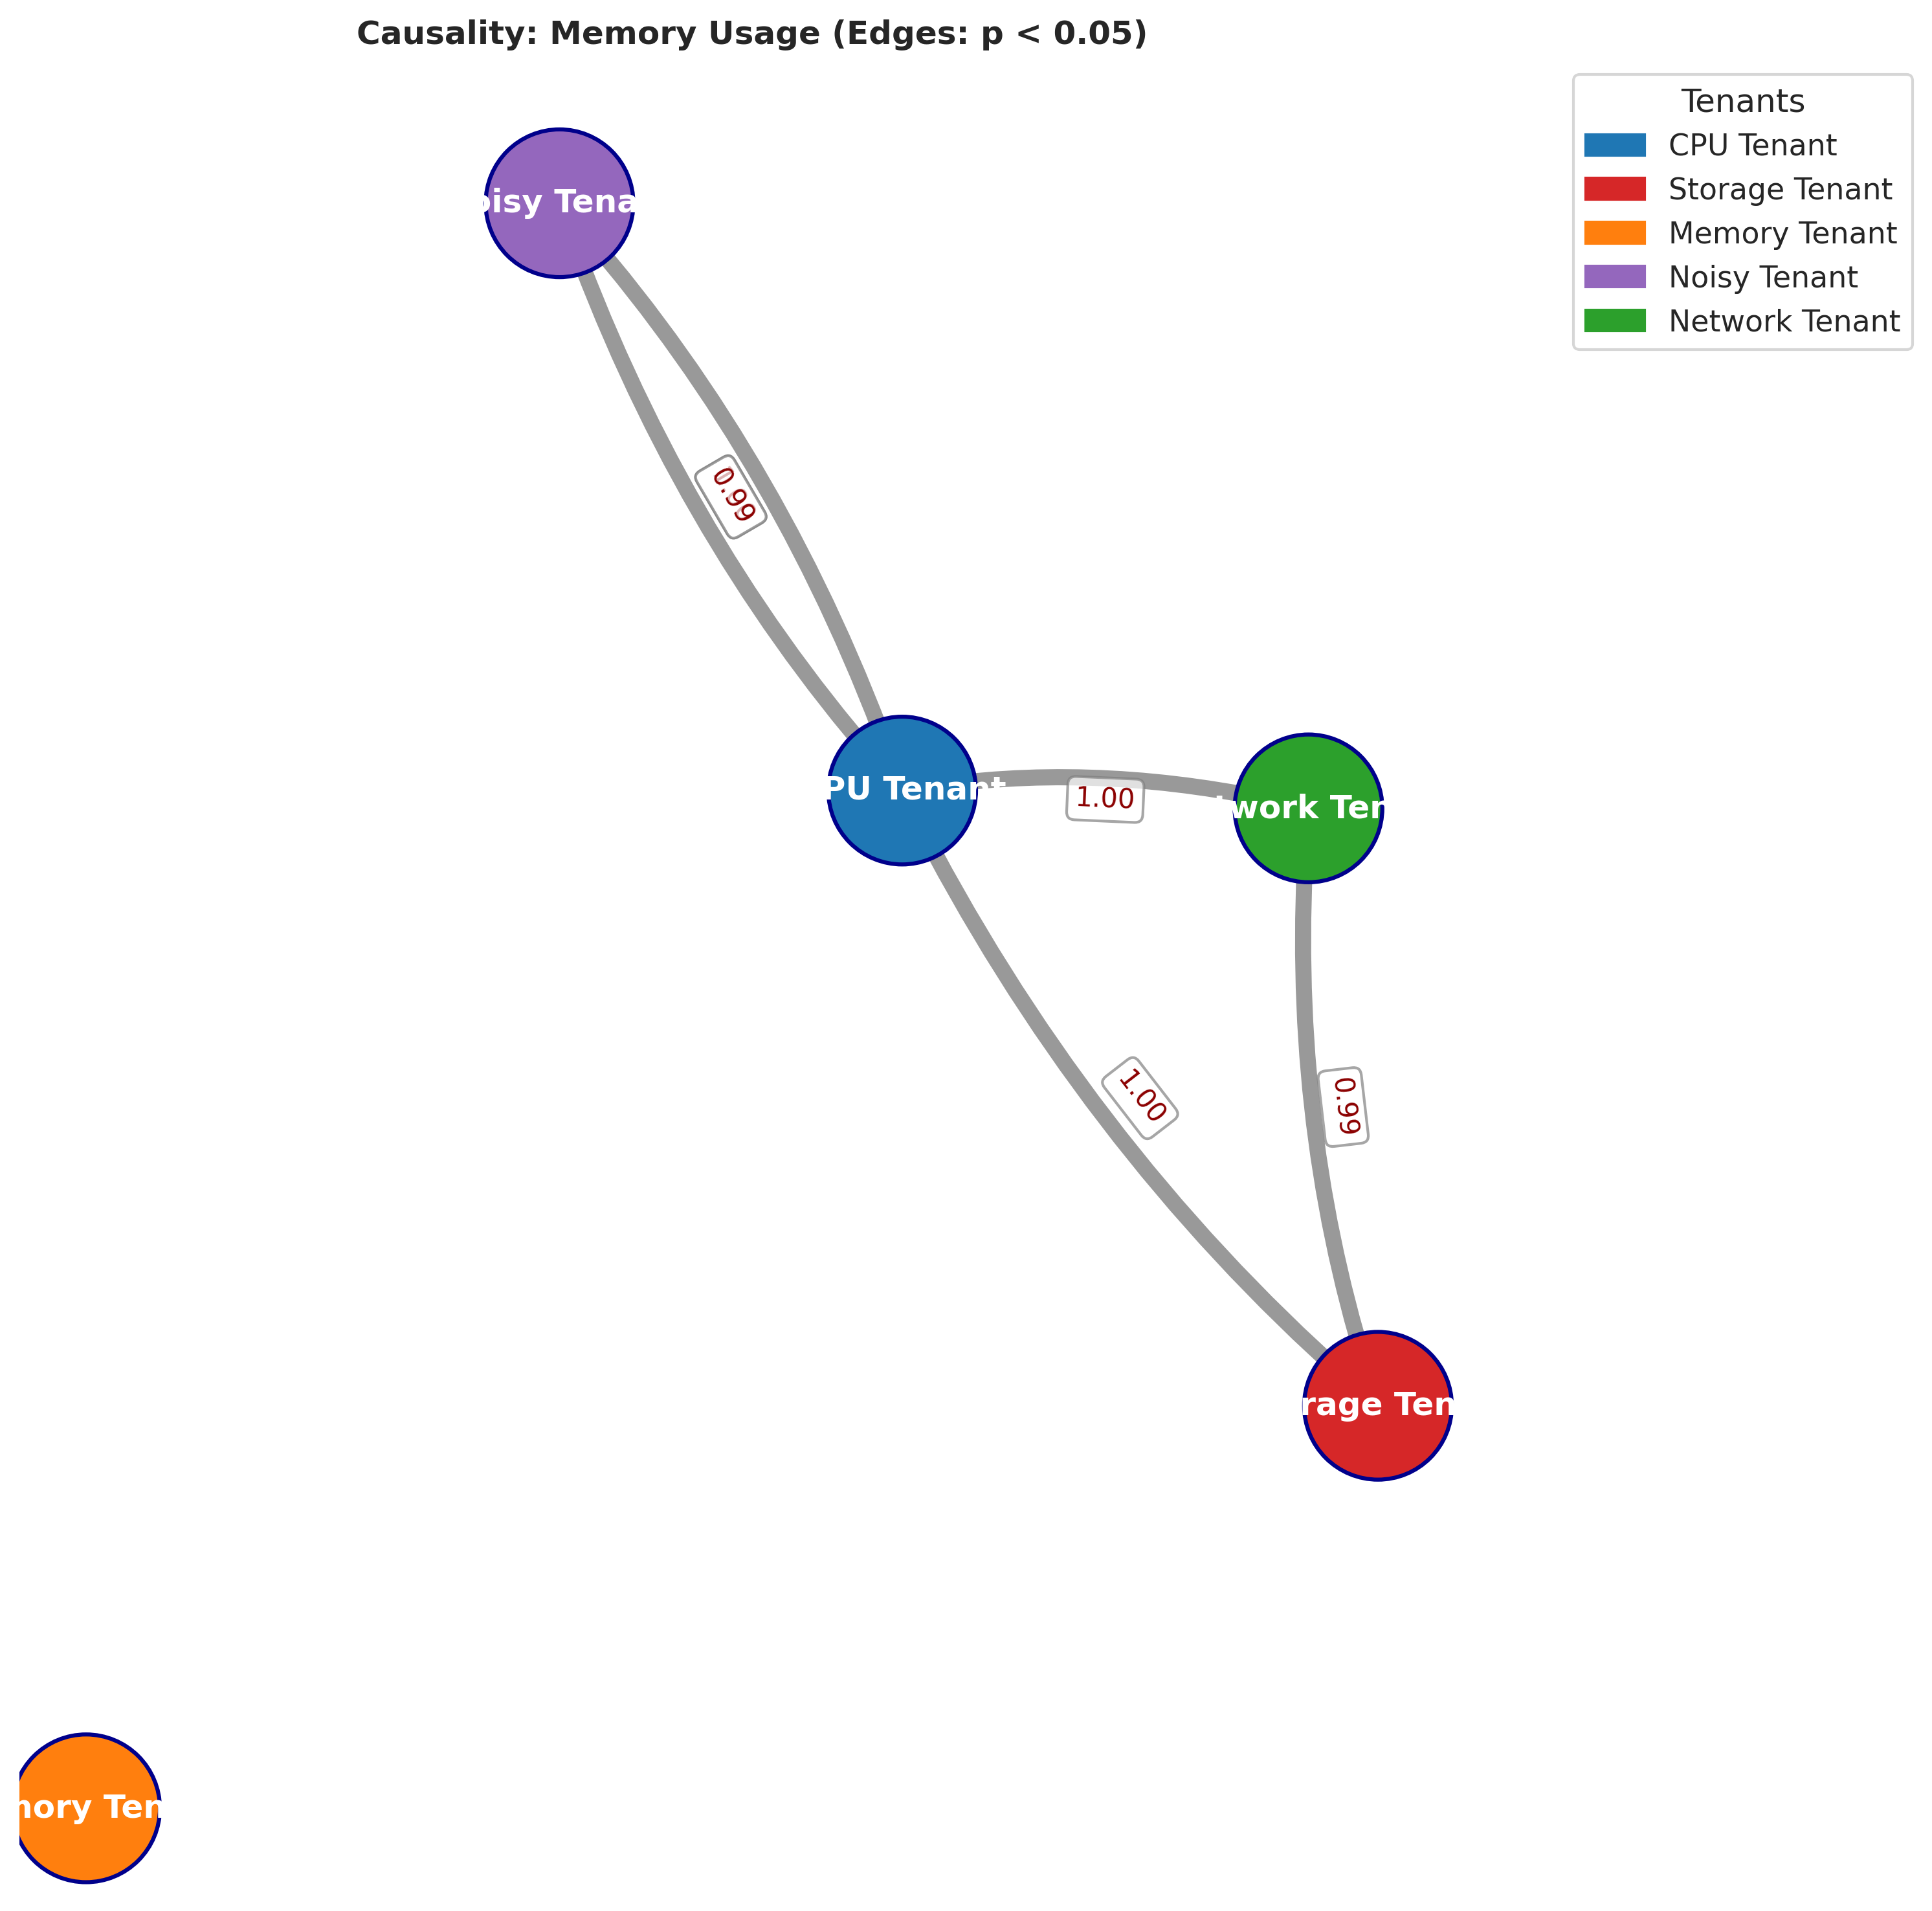 Causality: Memory Usage (Edges: p < 0.05)
Tenants
CPU Tenant
Storage Tenant
Memory Tenant
Noisy Tenant
Network Tenant
oisy Tena
0.99
PU Tenant
1.00
work Ten
1.00
0.99
rage Ten
mory Ten